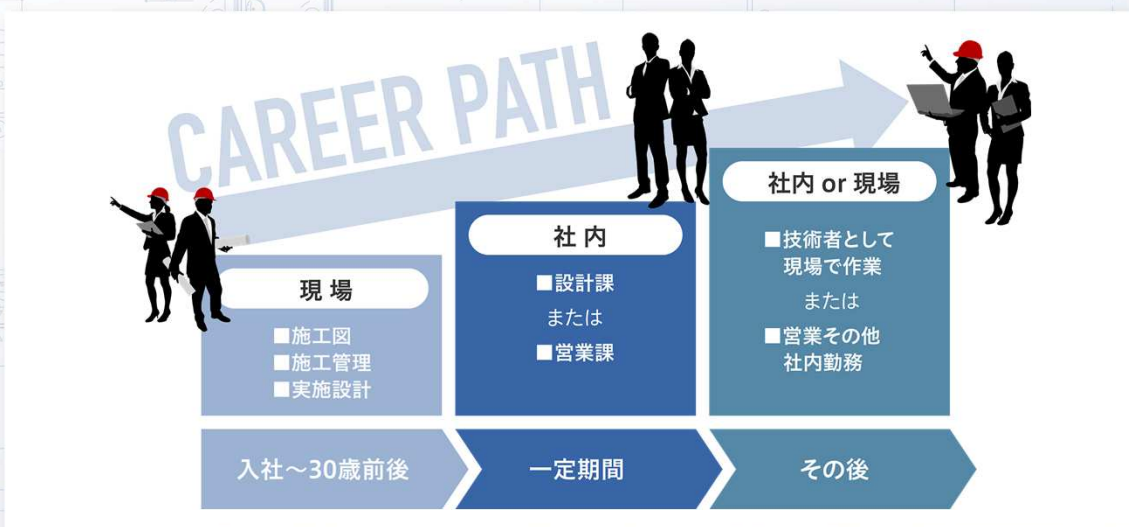 CAREER PATH
現場
■施工図
■施工管理
■実施設計
入社～30歳前後
社内
■設計課
または
■営業課
一定期間
社内 or 現場
■技術者として
現場で作業
または
■営業その他
社内勤務
その後